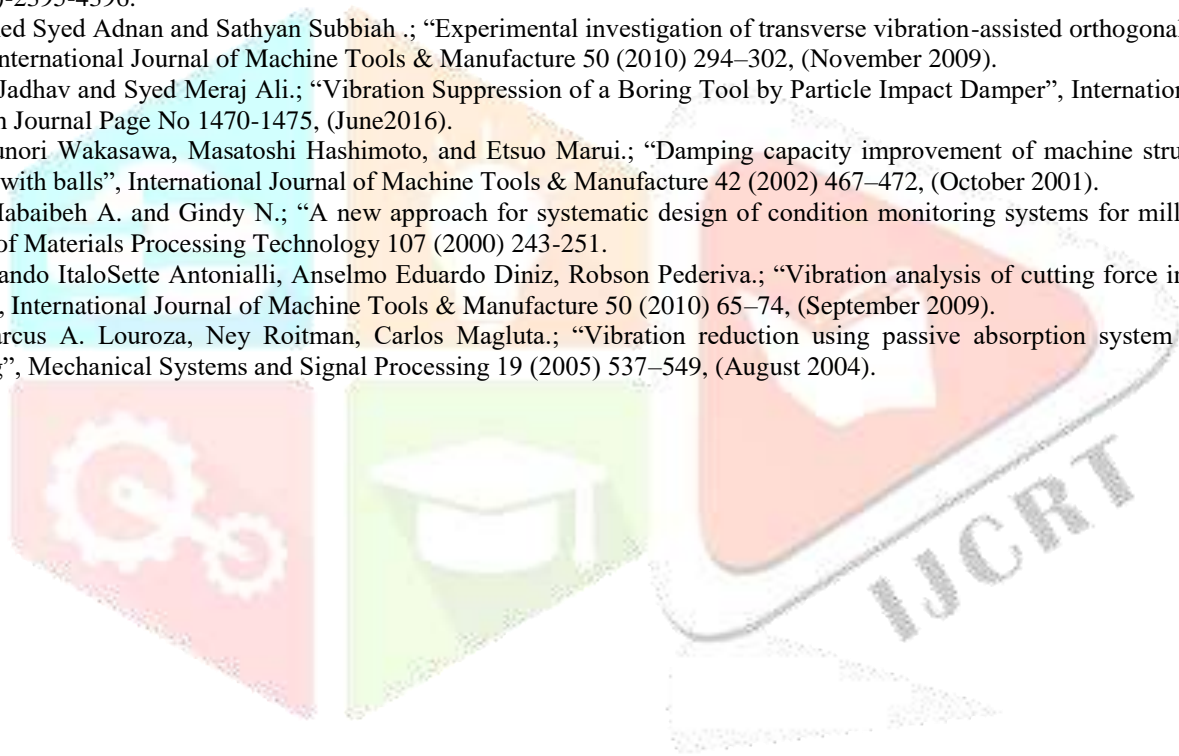 )-2395-4396.
ed Syed Adnan and Sathyan Subbiah .; “Experimental investigation of transverse vibration-assisted orthogonal
nternational Journal of Machine Tools & Manufacture 50 (2010) 294–302, (November 2009).
Jadhav and Syed Meraj Ali.; “Vibration Suppression of a Boring Tool by Particle Impact Damper”, Internation
h Journal Page No 1470-1475, (June2016).
unori Wakasawa, Masatoshi Hashimoto, and Etsuo Marui.; “Damping capacity improvement of machine stru
with balls”, International Journal of Machine Tools & Manufacture 42 (2002) 467–472, (October 2001).
Habaibeh A. and Gindy N.; “A new approach for systematic design of condition monitoring systems for mill
of Materials Processing Technology 107 (2000) 243-251.
ando ItaloSette Antonialli, Anselmo Eduardo Diniz, Robson Pederiva.; “Vibration analysis of cutting force in
, International Journal of Machine Tools & Manufacture 50 (2010) 65–74, (September 2009).
arcus A. Louroza, Ney Roitman, Carlos Magluta.; “Vibration reduction using passive absorption system
g”, Mechanical Systems and Signal Processing 19 (2005) 537–549, (August 2004).
IJCRT